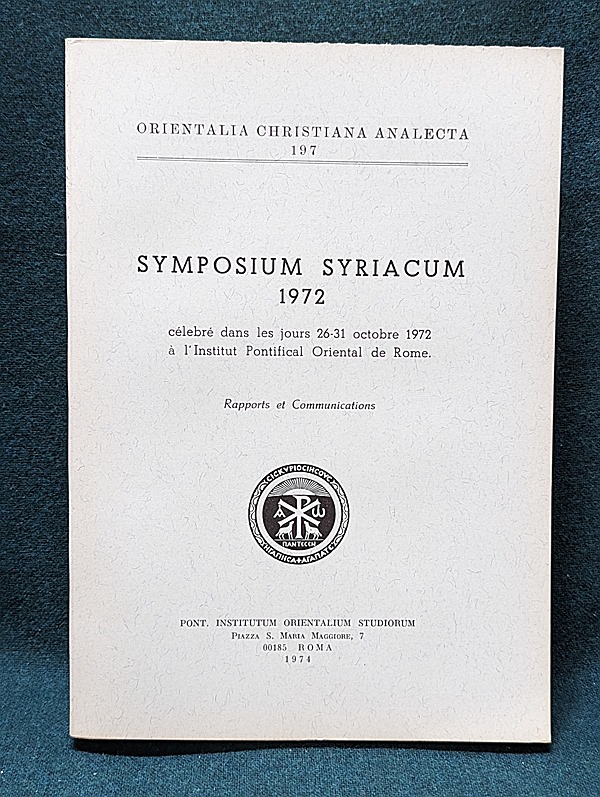 ORIENTALIA CHRISTIANA ANALECTA
197
SYMPOSIUM SYRIACUM
1972
célebré dans les jours 26-31 octobre 1972
à l'Institut Pontifical Oriental de Rome.
Rapports et Communications
PONT. INSTITUTUM ORIENTALIUM STUDIORUM
PIAZZA S. MARIA MAGGIORE, 7
00185 ROMA
1974